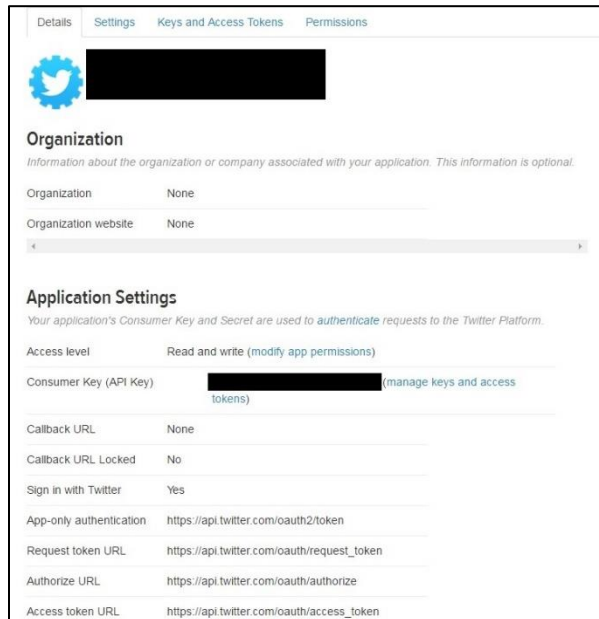 Details Settings Keys and Access Tokens Permissions
Organization
Information about the organization or company associated with your application. This information is optional.
Organization None
Organization website None
Application Settings
Your application's Consumer Key and Secret are used to authenticate requests to the Twitter Platform.
Access level Read and write (modify app permissions)
Consumer Key (API Key) (manage keys and access
tokens)
Callback URL None
Callback URL Locked No
Sign in with Twitter Yes
App-only authentication https://api.twitter.com/oauth2/token
Request token URL https://api.twitter.com/oauth/request_token
Authorize URL https://api.twitter.com/oauth/authorize
Access token URL https://api.twitter.com/oauth/access_token